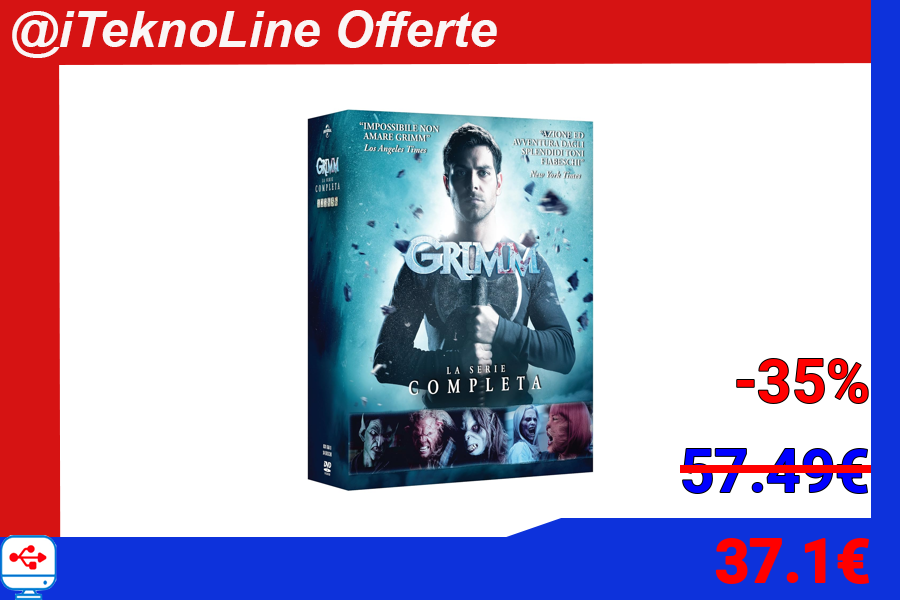 @iTeknoLine Offerte
“IMPOSSIBILE NON
AMARE GRIMM”
Los Angeles Times
“AZIONE ED
AVVENTURA DAGLI
SPLENDIDI TONI
FIABESCHI”
New York Times
GRIMM
LA SERIE
COMPLETA
GRIMM
LA SERIE
COMPLETA
DVD
-35%
57.49€
37.1€